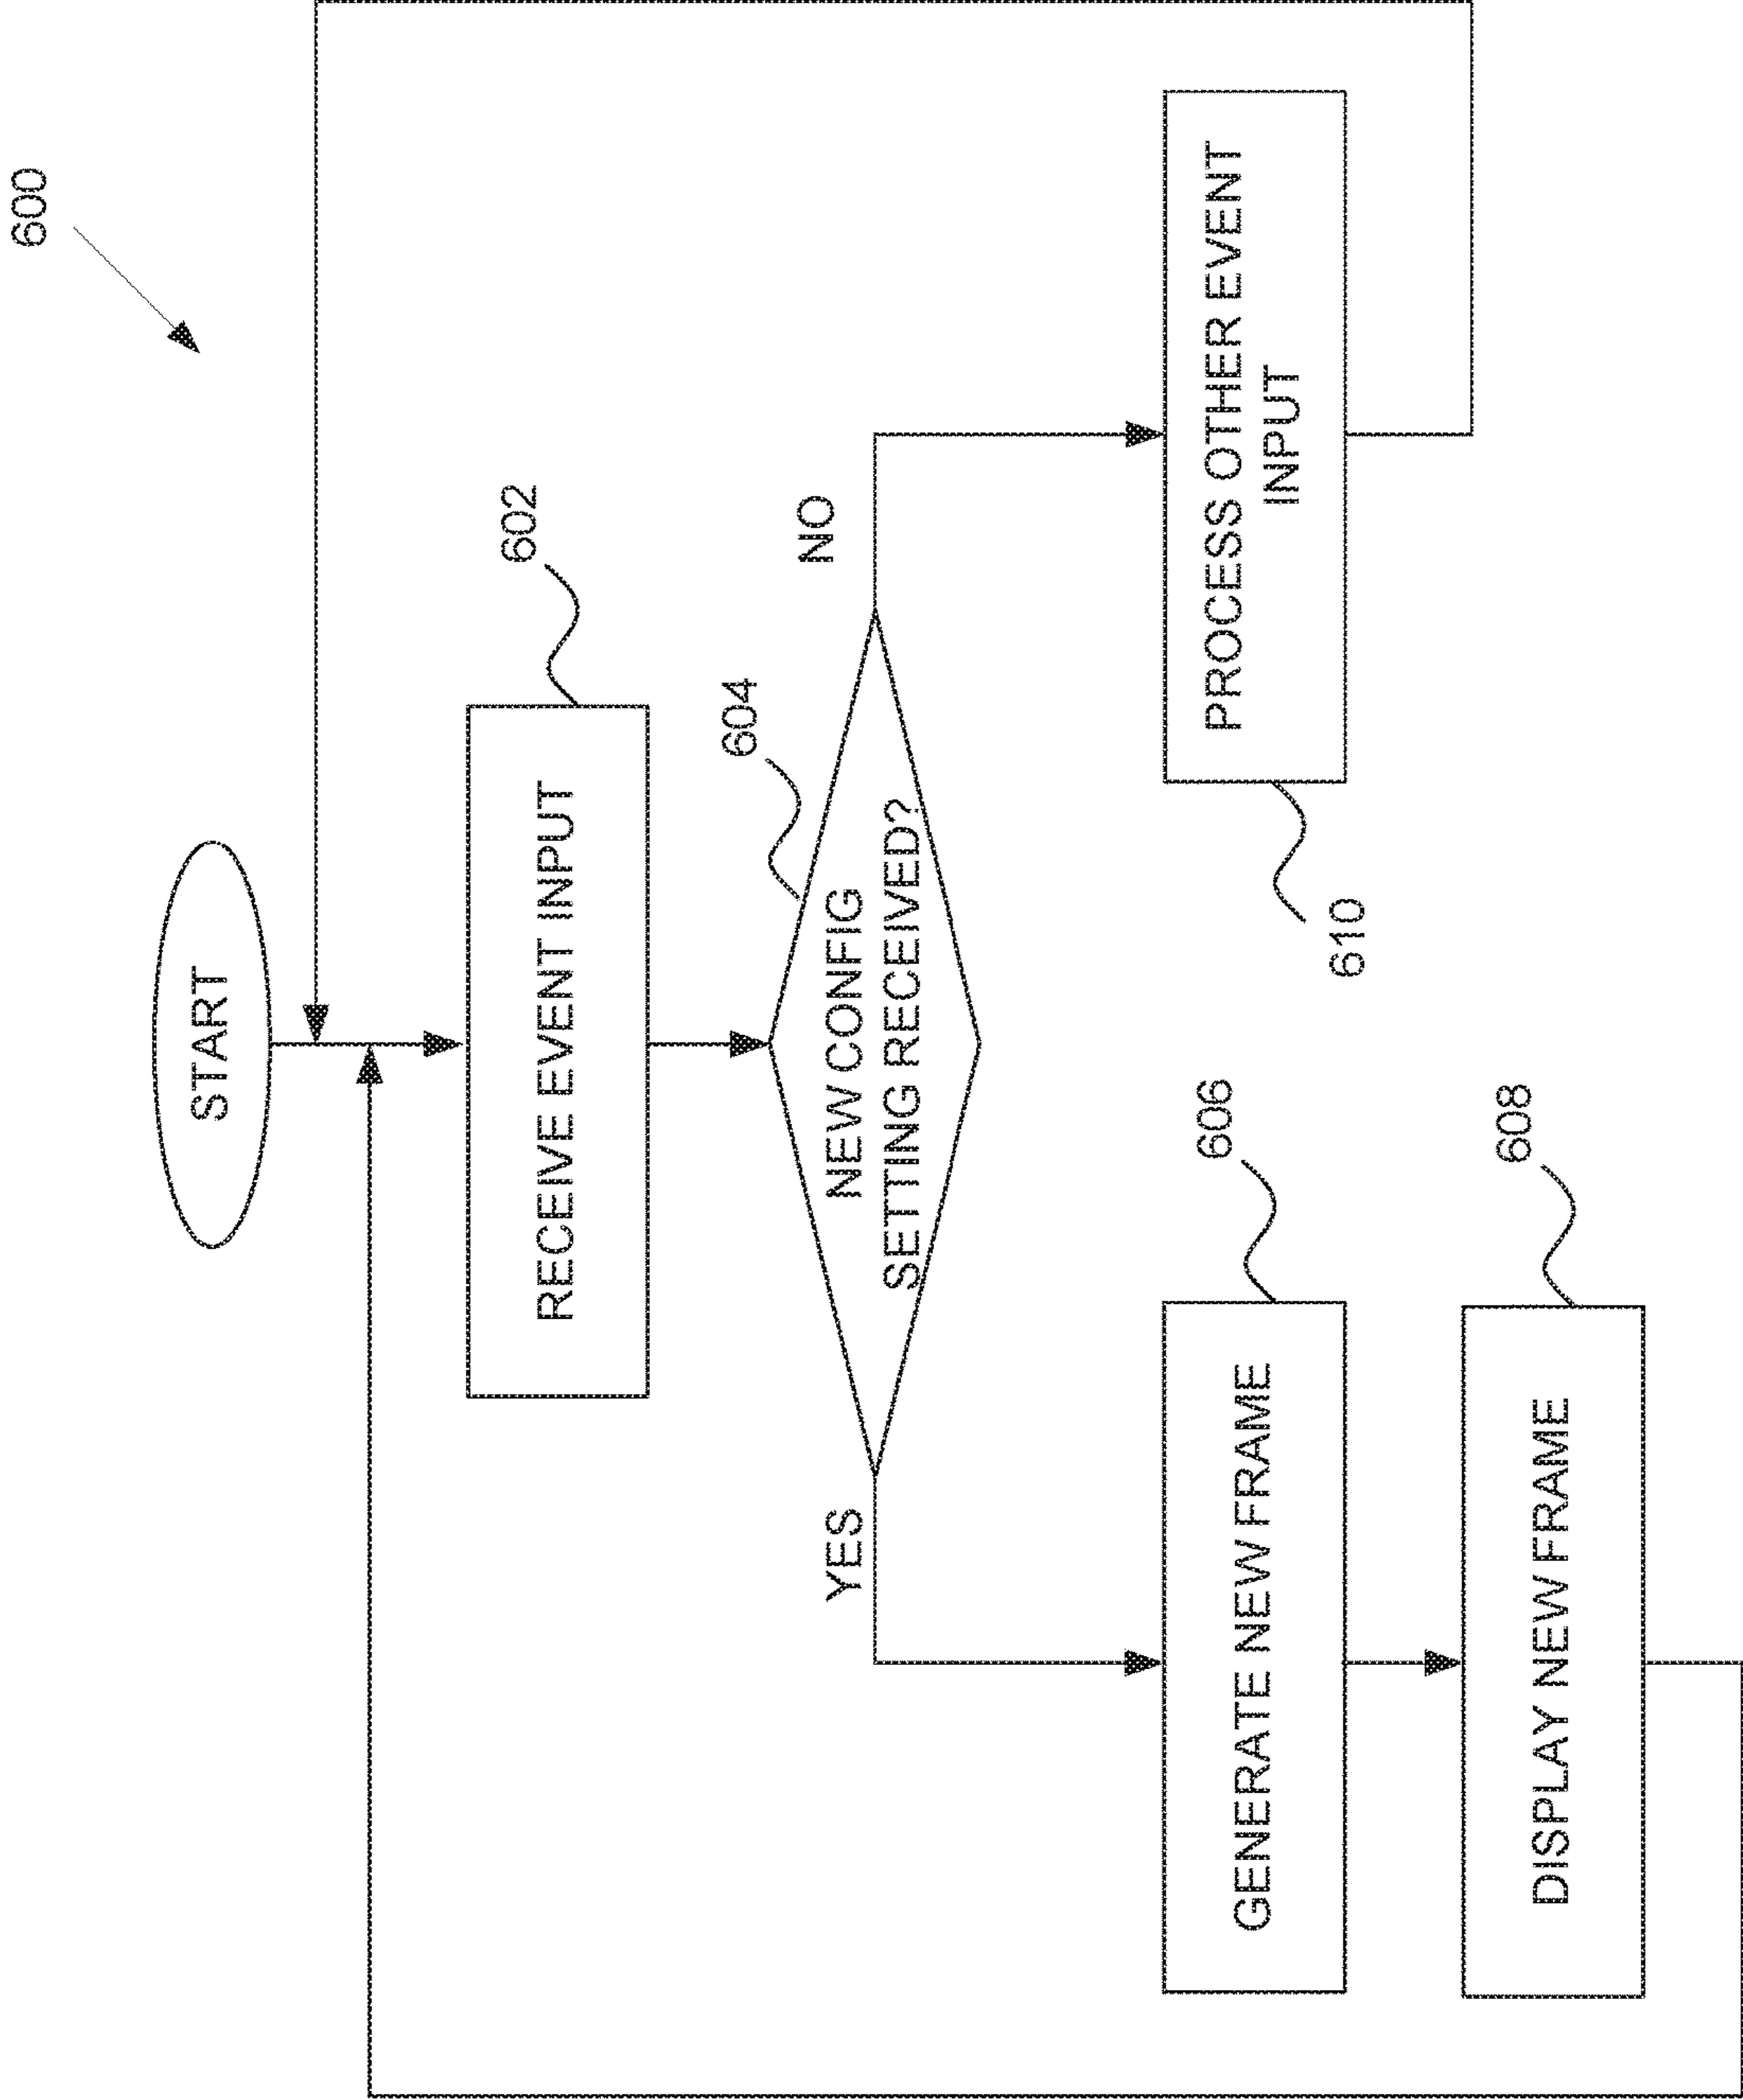 600
START
RECEIVE EVENT INPUT
602
604
NEW CONFIG
SETTING RECEIVED?
YES
NO
GENERATE NEW FRAME
606
PROCESS OTHER EVENT
INPUT
610
DISPLAY NEW FRAME
608